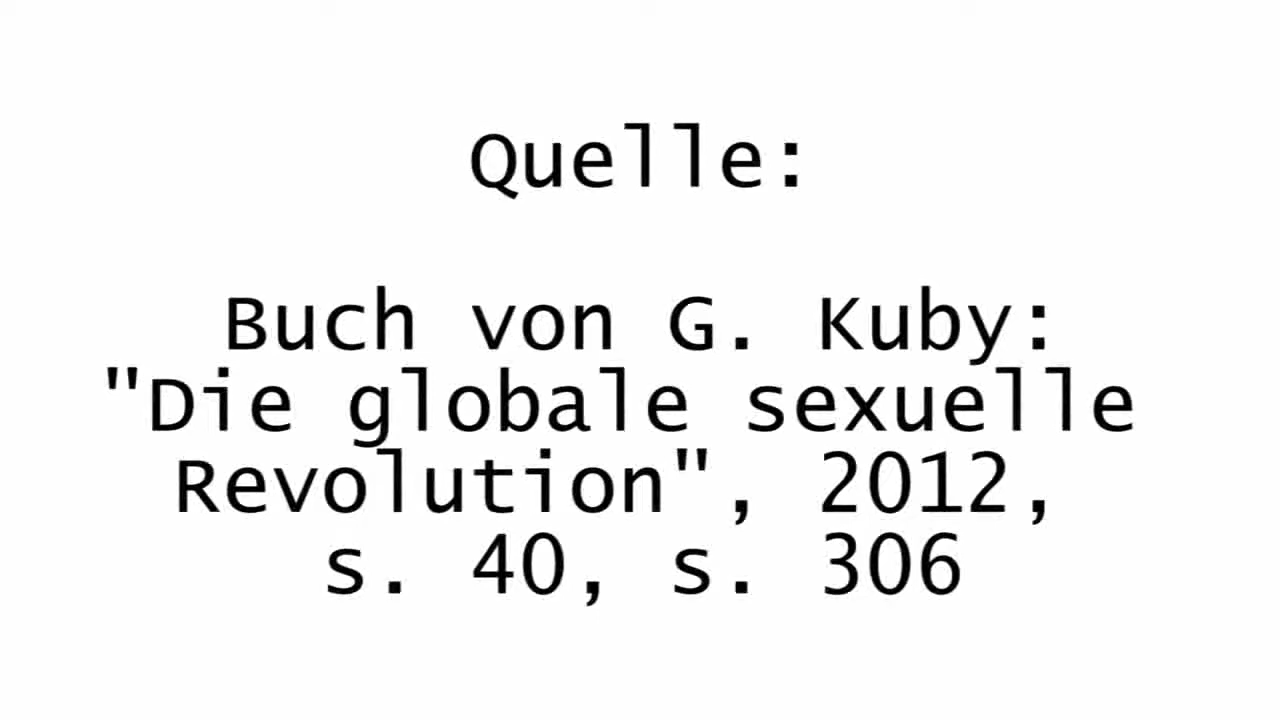 Quelle:
Buch von G. Kuby:
"Die globale sexuelle
Revolution", 2012,
s. 40, s. 306